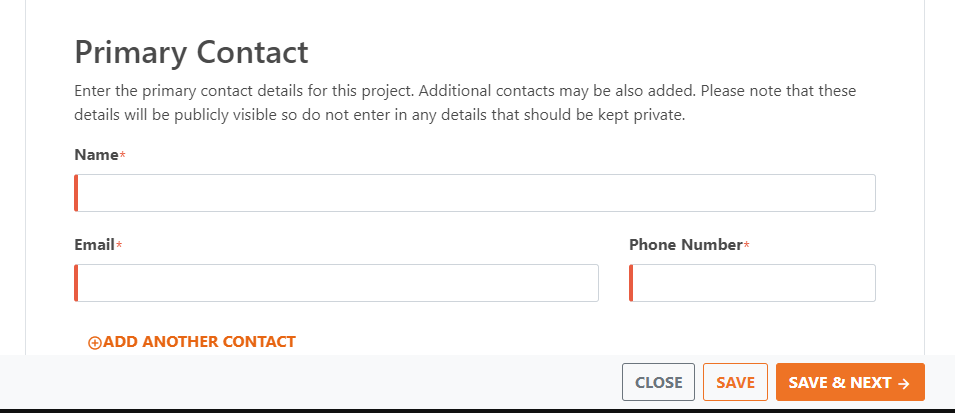 Primary Contact
Enter the primary contact details for this project. Additional contacts may be also added. Please note that these
details will be publicly visible so do not enter in any details that should be kept private.
Name*
Email*
Phone Number*
ADD ANOTHER CONTACT
CLOSE
SAVE
SAVE & NEXT →